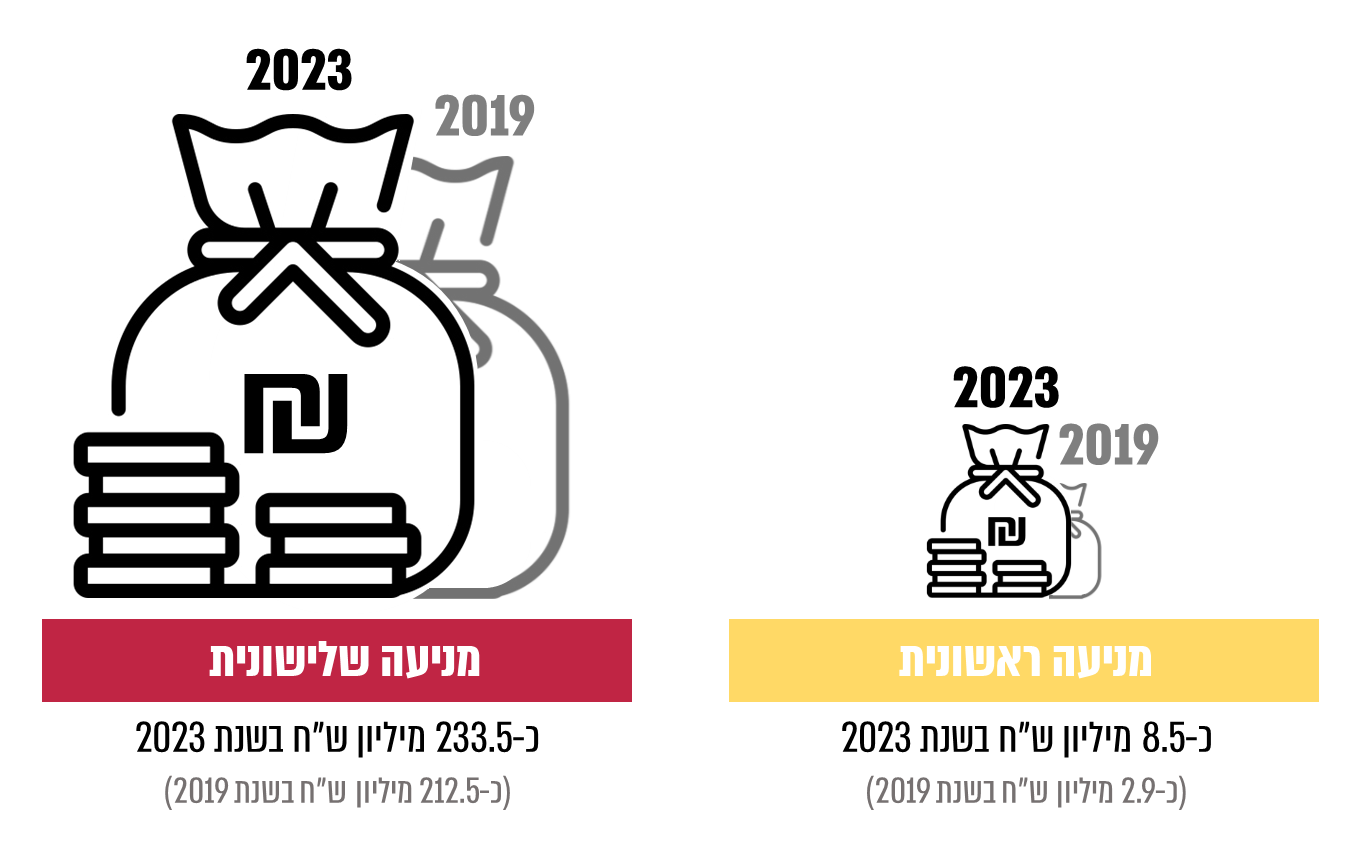 2023
2019
₪
מניעה ראשונית
כ-8.5 מיליון ש"ח בשנת 2023
(כ-2.9 מיליון ש"ח בשנת 2019)
2023
2019
₪
מניעה שלישונית
כ-233.5 מיליון ש"ח בשנת 2023
(כ-212.5 מיליון ש"ח בשנת 2019)